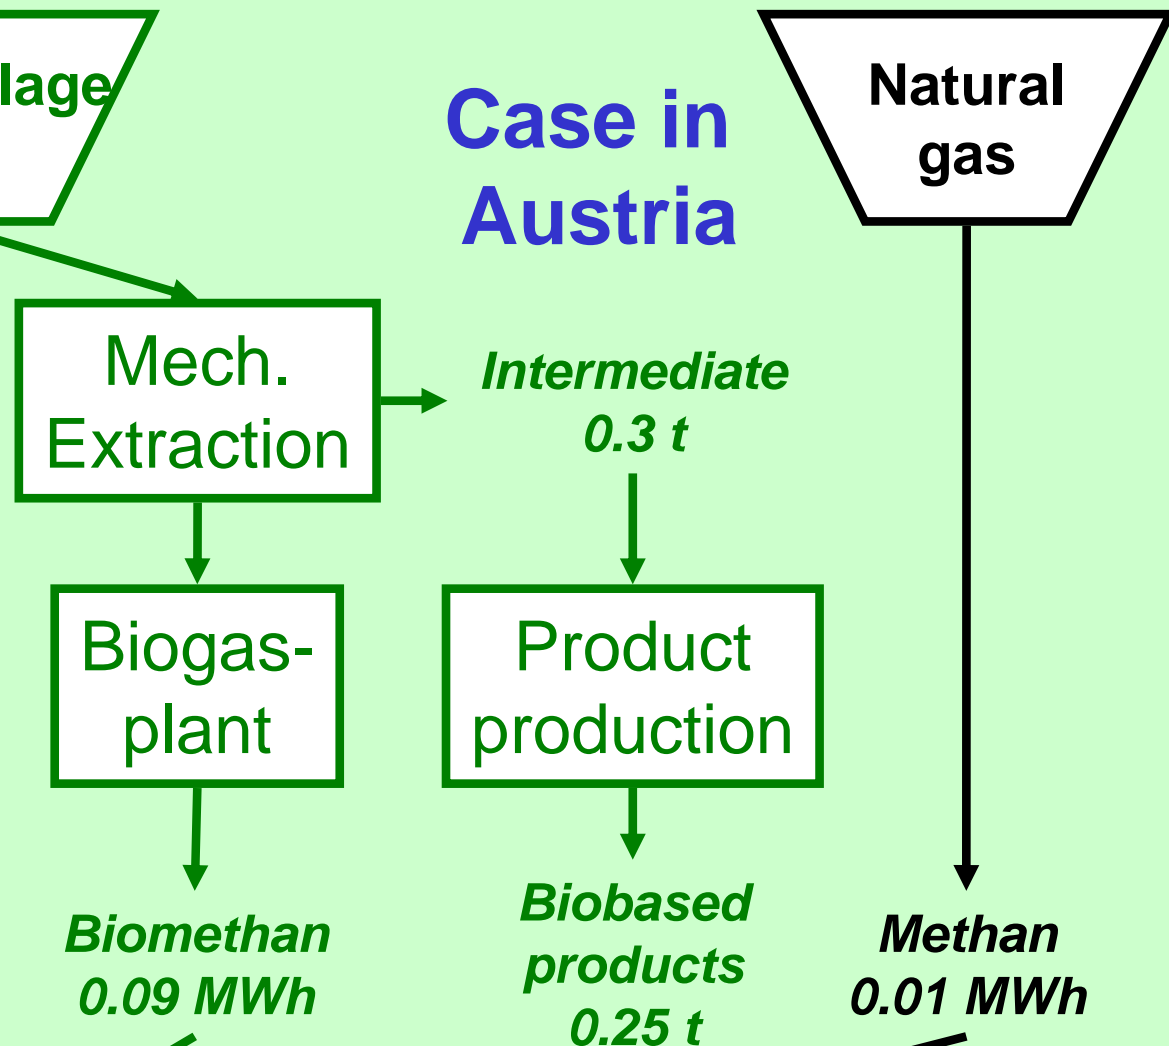 lage
Case in
Austria
Natural
gas
Mech.
Extraction
Intermediate
0.3 t
Biogas-
plant
Product
production
Biomethan
0.09 MWh
Biobased
products
0.25 t
Methan
0.01 MWh